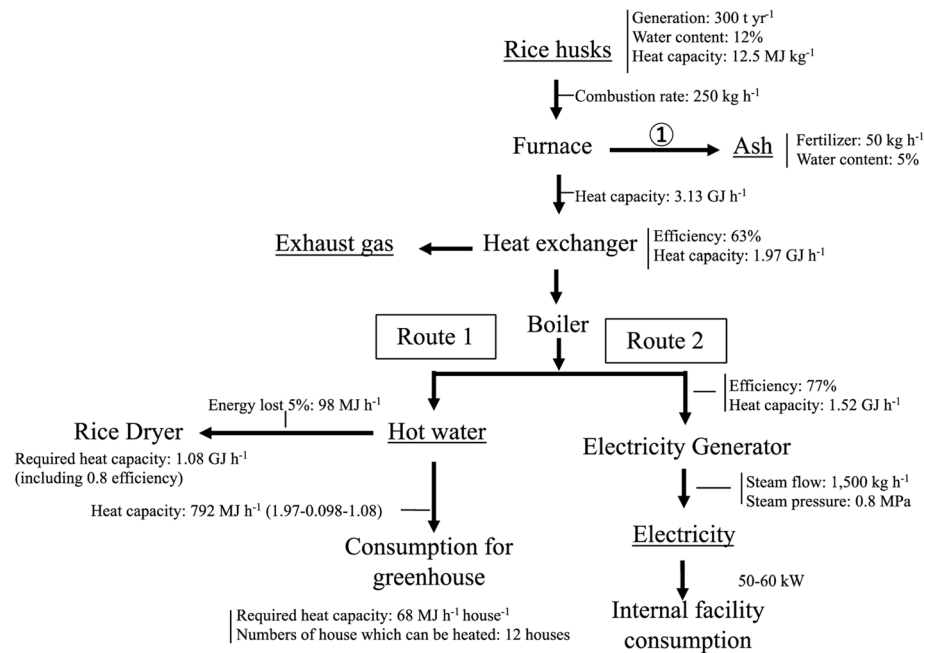 Generation: 300 t yr⁻¹
Water content: 12%
Heat capacity: 12.5 MJ kg⁻¹
Rice husks
Combustion rate: 250 kg h⁻¹
Furnace
①
Ash
Fertilizer: 50 kg h⁻¹
Water content: 5%
Heat capacity: 3.13 GJ h⁻¹
Exhaust gas
Heat exchanger
Efficiency: 63%
Heat capacity: 1.97 GJ h⁻¹
Boiler
Route 1
Route 2
Efficiency: 77%
Heat capacity: 1.52 GJ h⁻¹
Energy lost 5%: 98 MJ h⁻¹
Rice Dryer
Hot water
Electricity Generator
Required heat capacity: 1.08 GJ h⁻¹
(including 0.8 efficiency)
Steam flow: 1,500 kg h⁻¹
Steam pressure: 0.8 MPa
Heat capacity: 792 MJ h⁻¹ (1.97-0.098-1.08)
Electricity
Consumption for
greenhouse
50-60 kW
Internal facility
consumption
Required heat capacity: 68 MJ h⁻¹ house⁻¹
Numbers of house which can be heated: 12 houses